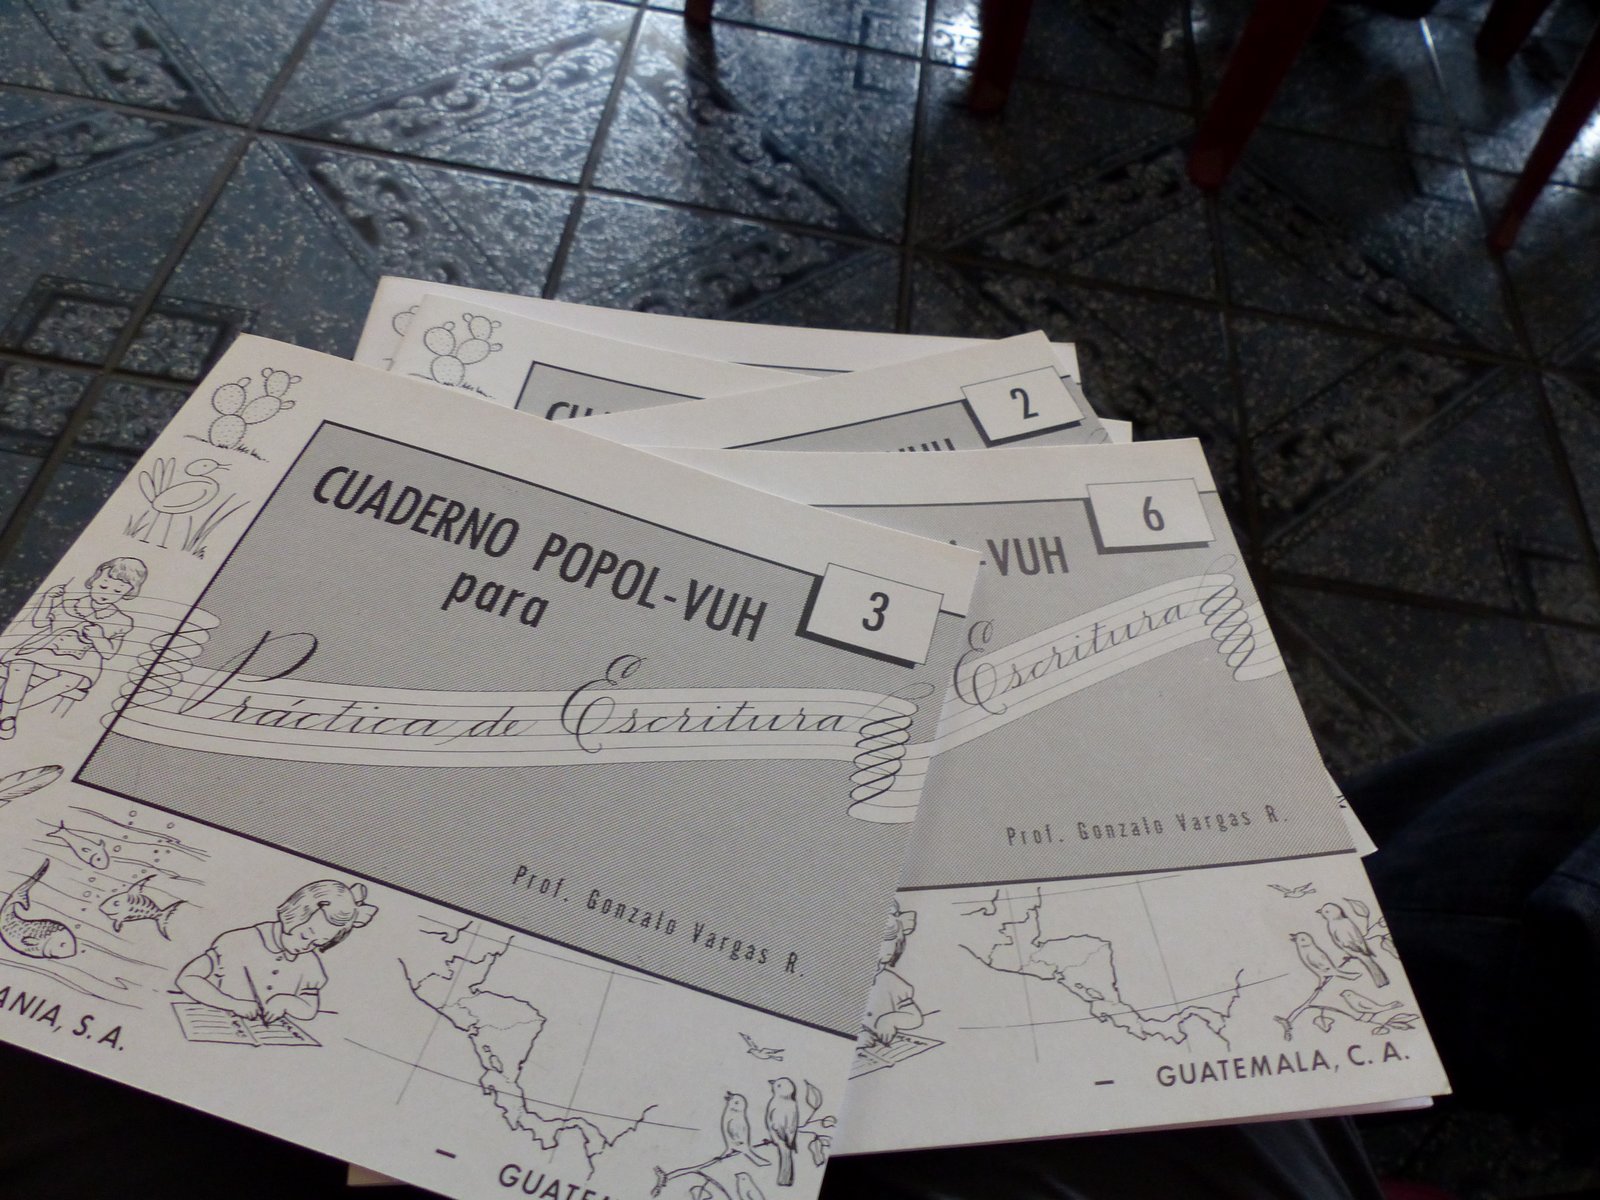 CUADERNO POPOL-VUH
para
3
Práctica de Escritura
Prof. Gonzalo Vargas R.
S. A.
2
6
-VUH
Escritura
Prof. Gonzalo Vargas R.
– GUATEMALA, C. A.